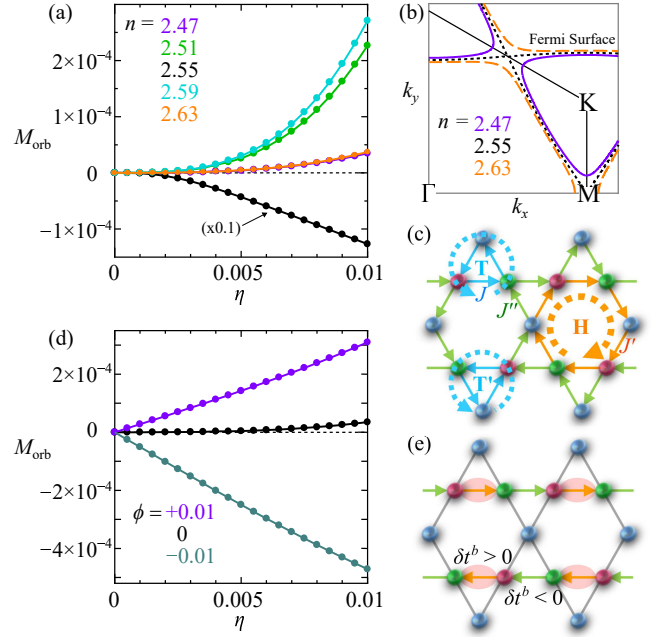 (a)
n = 2.47
2.51
2.55
2.59
2.63
2×10⁻⁴
1×10⁻⁴
M_orb
0
−1×10⁻⁴
(x0.1)
0
0.005
0.01
η
(b)
Fermi Surface
k_y
K
n = 2.47
2.55
2.63
Γ
M
k_x
(c)
T
J
J''
H
J'
T'
(d)
2×10⁻⁴
M_orb
0
−2×10⁻⁴
−4×10⁻⁴
ϕ = +0.01
0
−0.01
0
0.005
0.01
η
(e)
δt^b > 0
δt^b < 0